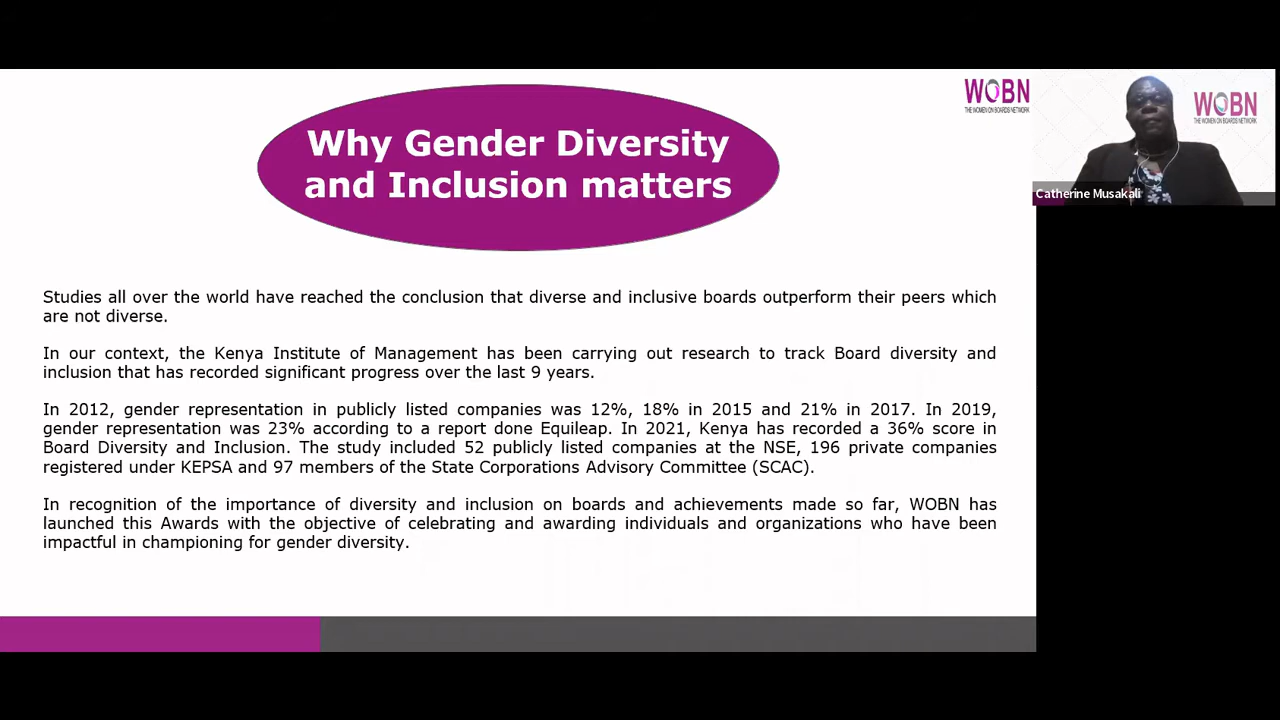 WOBN
THE WOMEN ON BOARDS NETWORK
WOBN
THE WOMEN ON BOARDS NETWORK
Catherine Musakali
Why Gender Diversity
and Inclusion matters
Studies all over the world have reached the conclusion that diverse and inclusive boards outperform their peers which
are not diverse.
In our context, the Kenya Institute of Management has been carrying out research to track Board diversity and
inclusion that has recorded significant progress over the last 9 years.
In 2012, gender representation in publicly listed companies was 12%, 18% in 2015 and 21% in 2017. In 2019,
gender representation was 23% according to a report done Equileap. In 2021, Kenya has recorded a 36% score in
Board Diversity and Inclusion. The study included 52 publicly listed companies at the NSE, 196 private companies
registered under KEPSA and 97 members of the State Corporations Advisory Committee (SCAC).
In recognition of the importance of diversity and inclusion on boards and achievements made so far, WOBN has
launched this Awards with the objective of celebrating and awarding individuals and organizations who have been
impactful in championing for gender diversity.